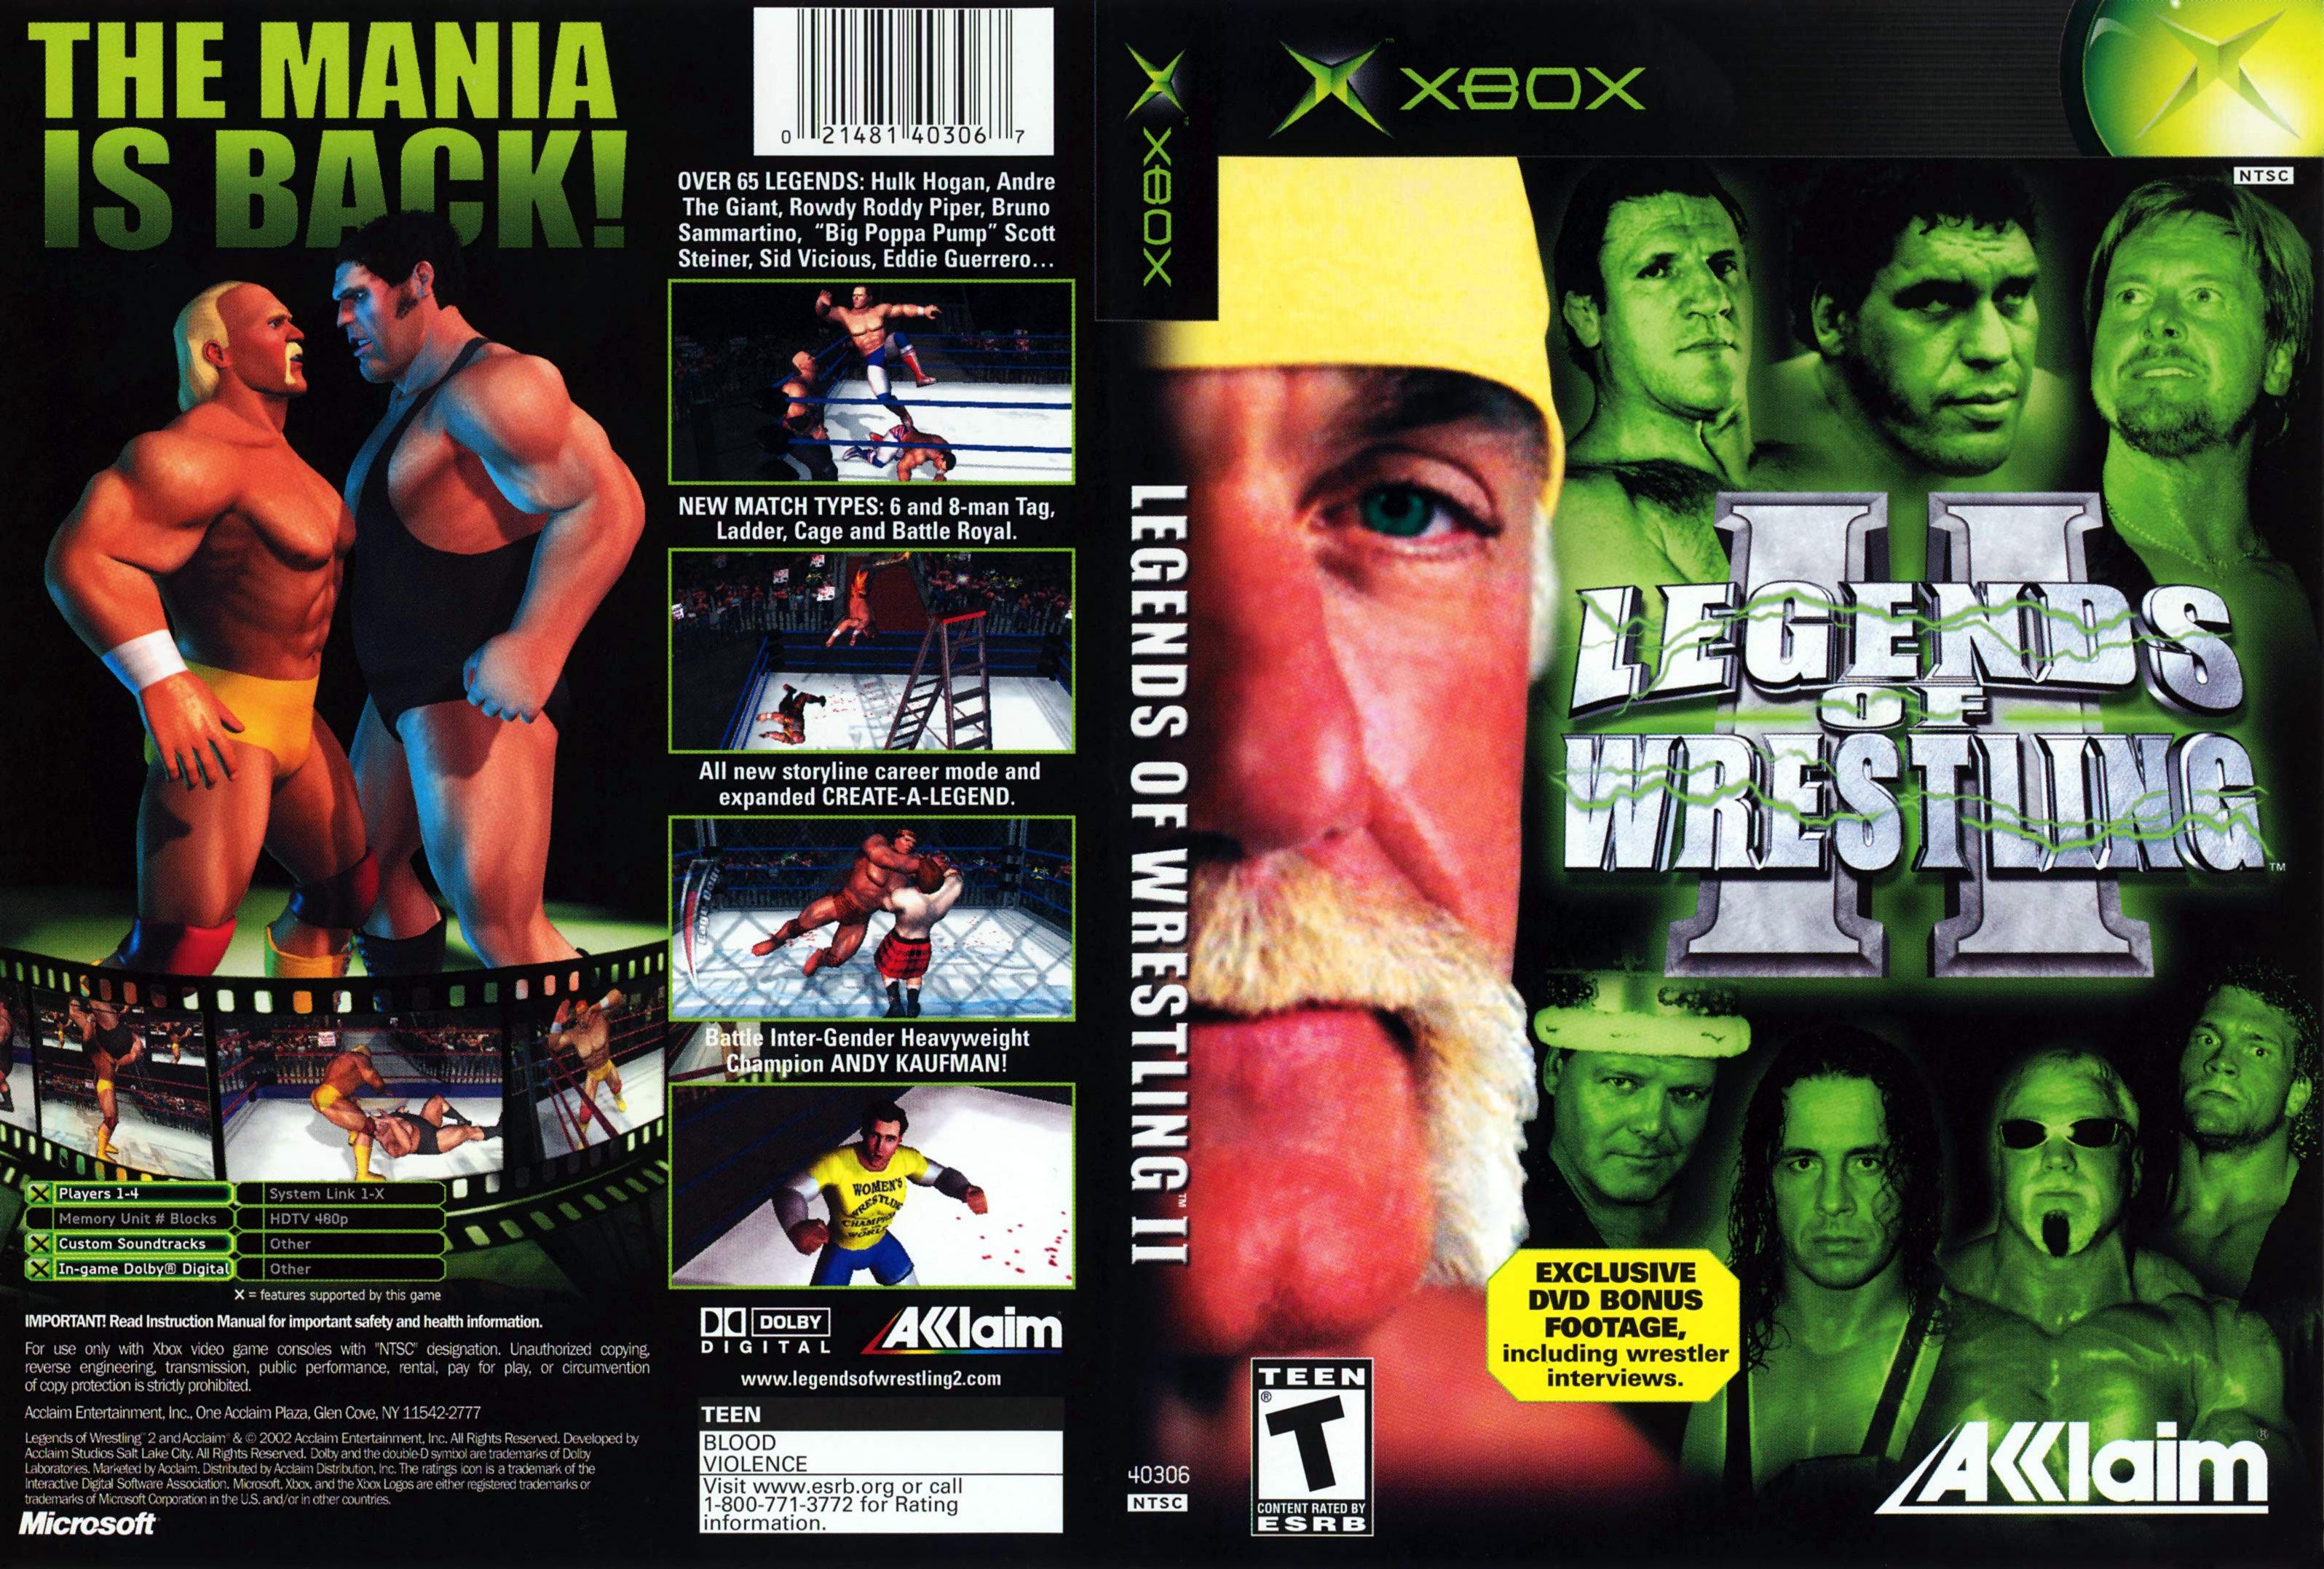 THE MANIA
IS BACK!
0 21481 40306 7
OVER 65 LEGENDS: Hulk Hogan, Andre
The Giant, Rowdy Roddy Piper, Bruno
Sammartino, “Big Poppa Pump” Scott
Steiner, Sid Vicious, Eddie Guerrero...
NEW MATCH TYPES: 6 and 8-man Tag,
Ladder, Cage and Battle Royal.
All new storyline career mode and
expanded CREATE-A-LEGEND.
Battle Inter-Gender Heavyweight
Champion ANDY KAUFMAN!
WOMEN'S
WRESTLING
CHAMPION
WORLD
Players 1-4
System Link 1-X
Memory Unit # Blocks
HDTV 480p
Custom Soundtracks
Other
In-game Dolby® Digital
Other
X = features supported by this game
IMPORTANT! Read Instruction Manual for important safety and health information.
For use only with Xbox video game consoles with "NTSC" designation. Unauthorized copying,
reverse engineering, transmission, public performance, rental, pay for play, or circumvention
of copy protection is strictly prohibited.
Acclaim Entertainment, Inc., One Acclaim Plaza, Glen Cove, NY 11542-2777
Legends of Wrestling™ 2 and Acclaim® & © 2002 Acclaim Entertainment, Inc. All Rights Reserved. Developed by
Acclaim Studios Salt Lake City. All Rights Reserved. Dolby and the double-D symbol are trademarks of Dolby
Laboratories. Marketed by Acclaim. Distributed by Acclaim Distribution, Inc. The ratings icon is a trademark of the
Interactive Digital Software Association. Microsoft, Xbox, and the Xbox Logos are either registered trademarks or
trademarks of Microsoft Corporation in the U.S. and/or in other countries.
Microsoft
DOLBY
DIGITAL
AKKlaim
www.legendsofwrestling2.com
TEEN
BLOOD
VIOLENCE
Visit www.esrb.org or call
1-800-771-3772 for Rating
information.
XBOX
LEGENDS OF WRESTLING™ II
40306
NTSC
™
XBOX
NTSC
II
LEGENDS
OF
WRESTLING™
EXCLUSIVE
DVD BONUS
FOOTAGE,
including wrestler
interviews.
TEEN
® T
CONTENT RATED BY
ESRB
AKKlaim®